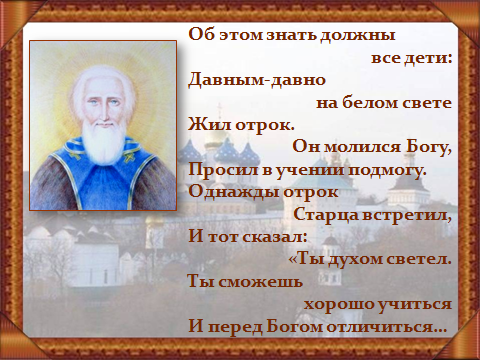 Об этом знать должны
все дети:
Давным-давно
на белом свете
Жил отрок.
Он молился Богу,
Просил в учении подмогу.
Однажды отрок
Старца встретил,
И тот сказал:
«Ты духом светел.
Ты сможешь
хорошо учиться
И перед Богом отличиться...